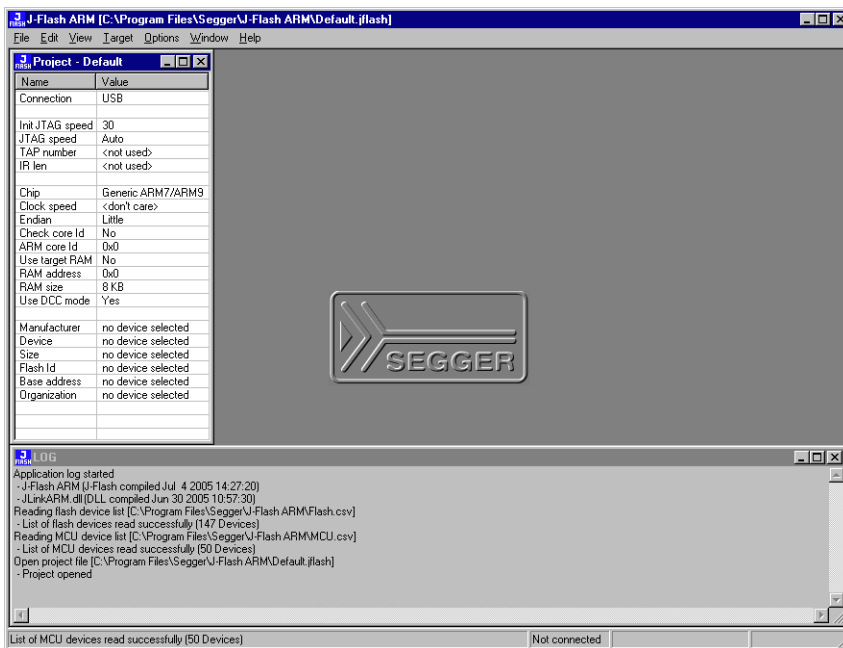 J-Flash ARM [C:\Program Files\Segger\J-Flash ARM\Default.jflash]
File Edit View Target Options Window Help
Project - Default
Name Value
Connection USB
Init JTAG speed 30
JTAG speed Auto
TAP number <not used>
IR len <not used>
Chip Generic ARM7/ARM9
Clock speed <don't care>
Endian Little
Check core Id No
ARM core Id 0x0
Use target RAM No
RAM address 0x0
RAM size 8 KB
Use DCC mode Yes
Manufacturer no device selected
Device no device selected
Size no device selected
Flash Id no device selected
Base address no device selected
Organization no device selected
SEGGER
LOG
Application log started
- J-Flash ARM (J-Flash compiled Jul 4 2005 14:27:20)
- JLinkARM.dll (DLL compiled Jun 30 2005 10:57:30)
Reading flash device list [C:\Program Files\Segger\J-Flash ARM\Flash.csv]
- List of flash devices read successfully (147 Devices)
Reading MCU device list [C:\Program Files\Segger\J-Flash ARM\MCU.csv]
- List of MCU devices read successfully (50 Devices)
Open project file [C:\Program Files\Segger\J-Flash ARM\Default.jflash]
- Project opened
List of MCU devices read successfully (50 Devices) Not connected